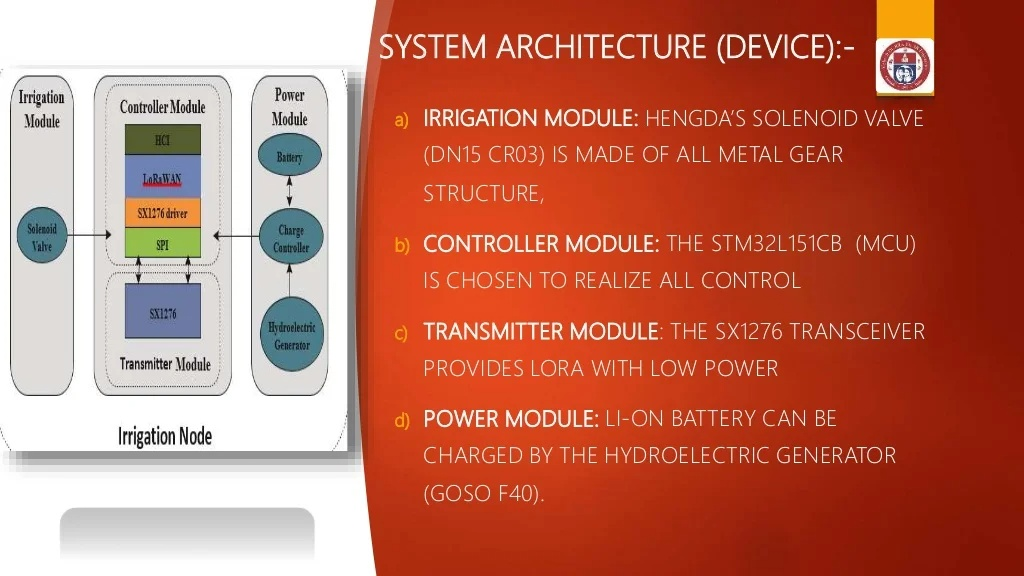 SYSTEM ARCHITECTURE (DEVICE):-
Irrigation
Module
Solenoid
Valve
Controller Module
HCI
LoRaWAN
SX1276 driver
SPI
SX1276
Transmitter Module
Power
Module
Battery
Charge
Controller
Hydroelectric
Generator
Irrigation Node
a) IRRIGATION MODULE: HENGDA'S SOLENOID VALVE
(DN15 CR03) IS MADE OF ALL METAL GEAR
STRUCTURE,
b) CONTROLLER MODULE: THE STM32L151CB (MCU)
IS CHOSEN TO REALIZE ALL CONTROL
c) TRANSMITTER MODULE: THE SX1276 TRANSCEIVER
PROVIDES LORA WITH LOW POWER
d) POWER MODULE: LI-ON BATTERY CAN BE
CHARGED BY THE HYDROELECTRIC GENERATOR
(GOSO F40).